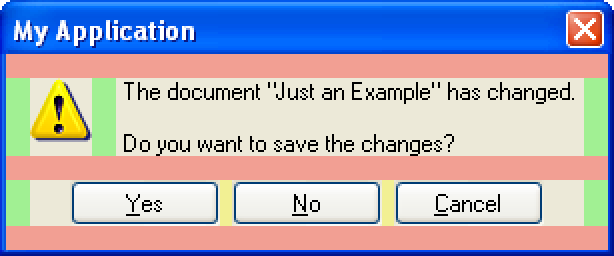 My Application
The document "Just an Example" has changed.
Do you want to save the changes?
Yes No Cancel